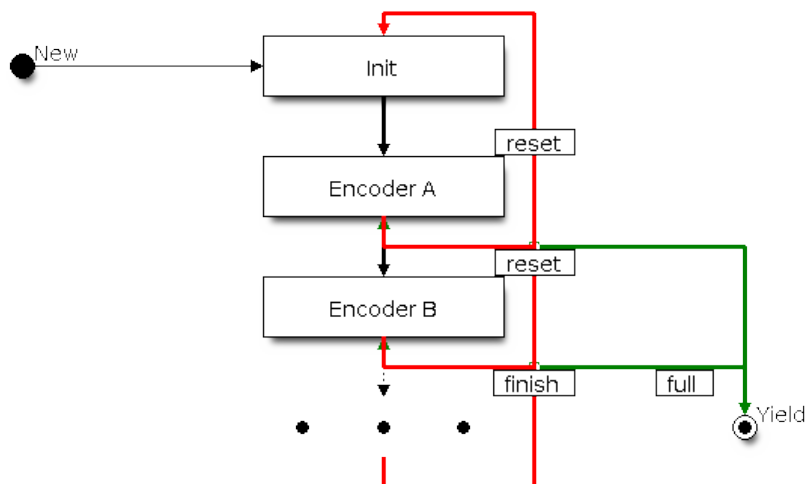 New
Init
reset
Encoder A
reset
Encoder B
finish
full
Yield